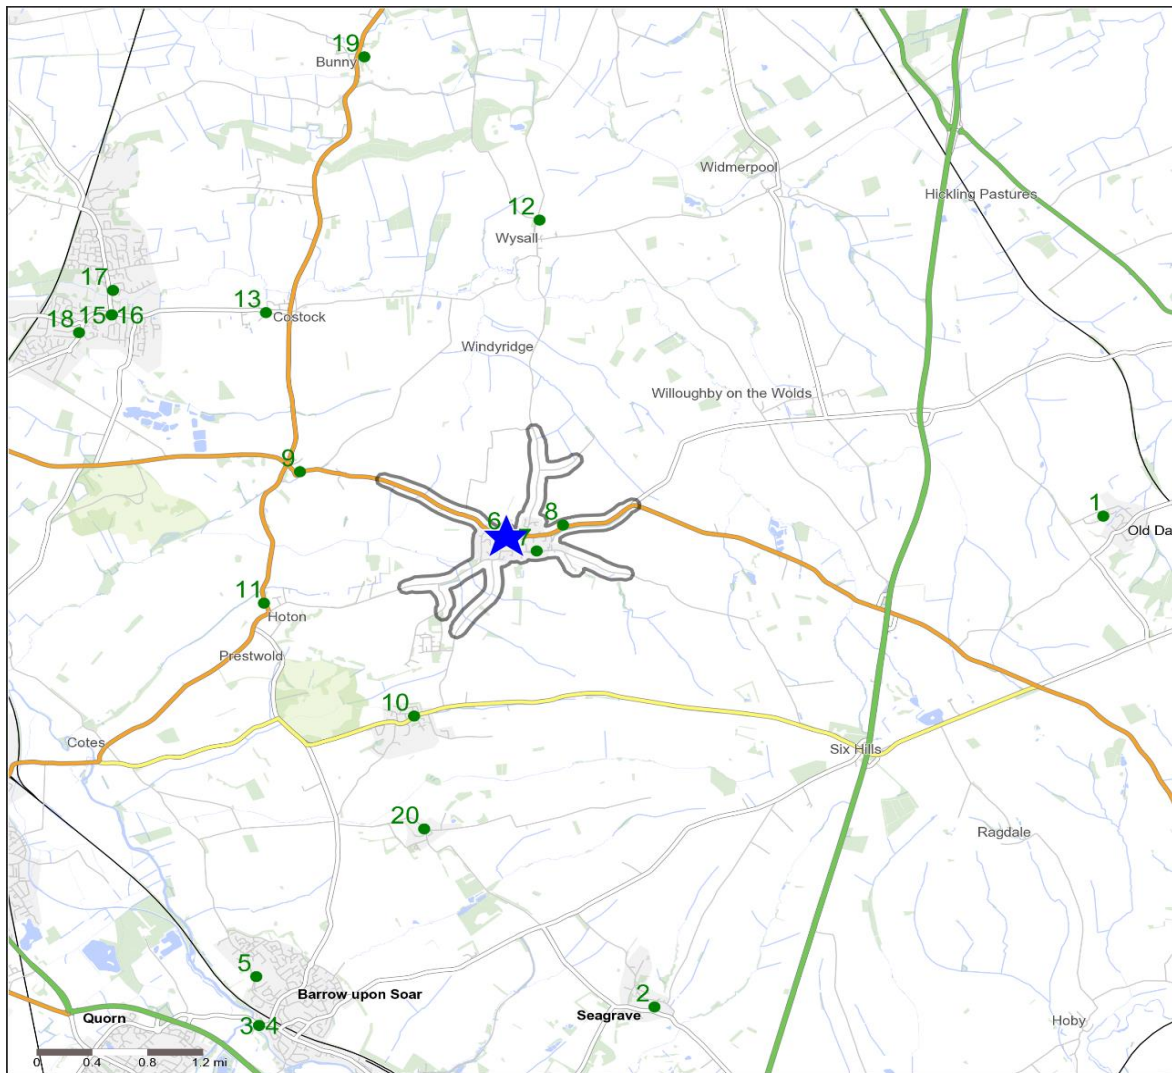 19
Bunny
Widmerpool
Hickling Pastures
12
Wysall
17
13
Costock
18
15
16
Windyridge
Willoughby on the Wolds
9
1
Old Da
6
8
7
11
Hoton
Prestwold
10
Cotes
Six Hills
20
Ragdale
5
Barrow upon Soar
2
Quorn
Seagrave
3
4
Hoby
0 0.4 0.8 1.2 mi